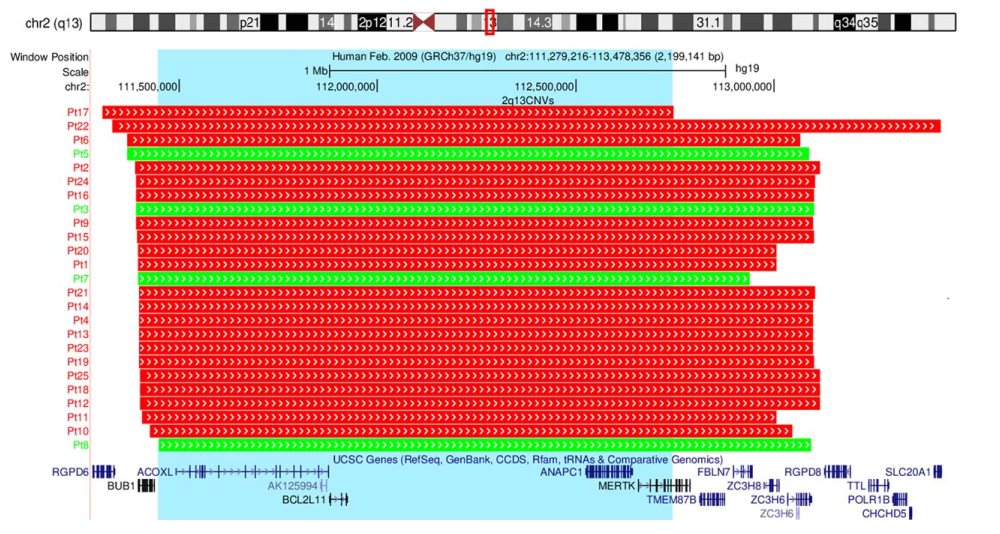 chr2 (q13) p21 14 2p12 11.2 13 14.3 31.1 q34 q35
Window Position Human Feb. 2009 (GRCh37/hg19) chr2:111,279,216-113,478,356 (2,199,141 bp)
Scale 1 Mb hg19
chr2: 111,500,000 112,000,000 112,500,000 113,000,000
2q13CNVs
Pt17
Pt22
Pt6
Pt5
Pt2
Pt24
Pt16
Pt3
Pt9
Pt15
Pt20
Pt1
Pt7
Pt21
Pt14
Pt4
Pt13
Pt23
Pt19
Pt25
Pt18
Pt12
Pt11
Pt10
Pt8
UCSC Genes (RefSeq, GenBank, CCDS, Rfam, tRNAs & Comparative Genomics)
RGPD6 ACOXL ANAPC1 FBLN7 RGPD8 SLC20A1
BUB1 AK125994 MERTK ZC3H8 TTL
BCL2L11 TMEM87B ZC3H6 POLR1B
ZC3H6 CHCHD5